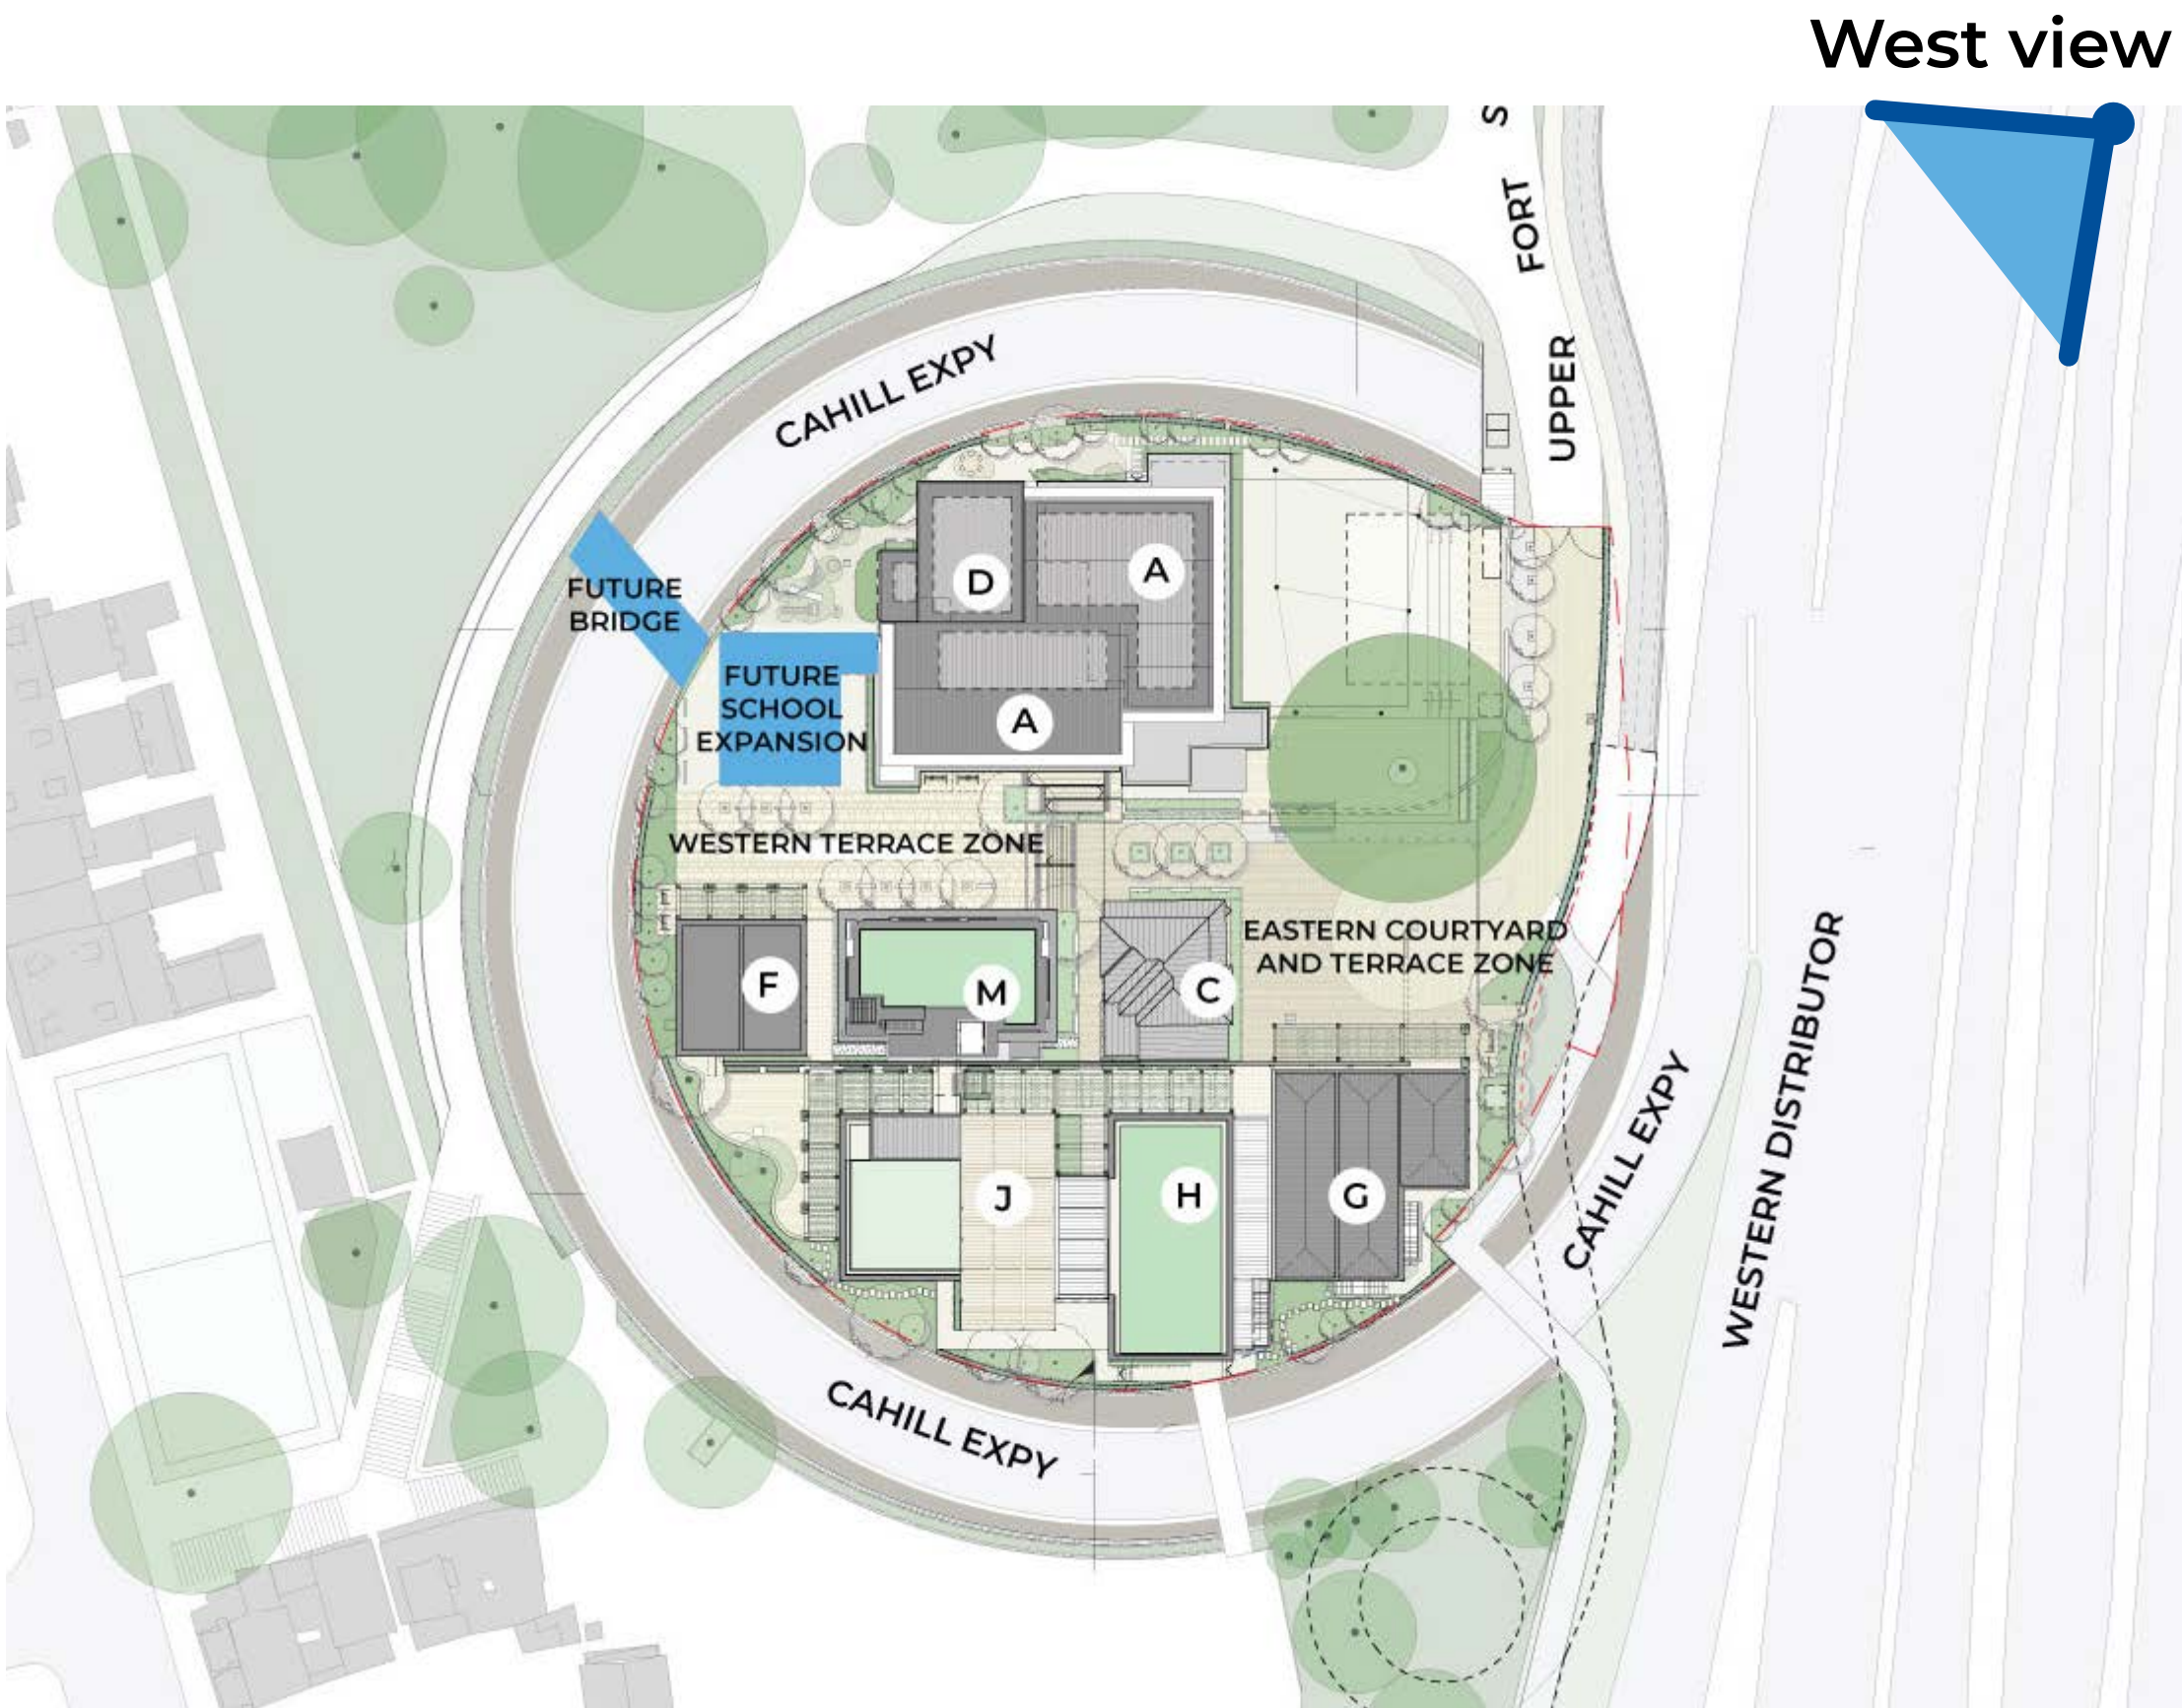 West view
S
FORT
UPPER
CAHILL EXPY
FUTURE
BRIDGE
D
A
FUTURE
SCHOOL
EXPANSION
A
WESTERN TERRACE ZONE
EASTERN COURTYARD
AND TERRACE ZONE
F
M
C
J
H
G
CAHILL EXPY
WESTERN DISTRIBUTOR
CAHILL EXPY